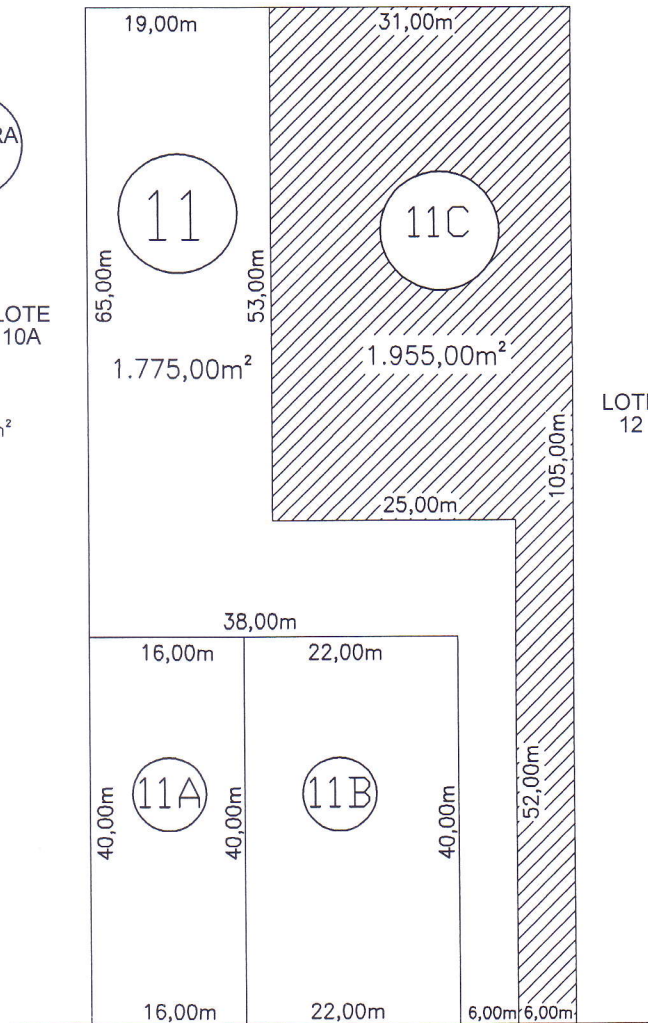 19,00m
31,00m
RA
11
11C
65,00m
53,00m
LOTE
10A
1.775,00m²
1.955,00m²
LOTE
12
m²
105,00m
25,00m
38,00m
16,00m
22,00m
11A
11B
40,00m
40,00m
40,00m
52,00m
16,00m
22,00m
6,00m
6,00m